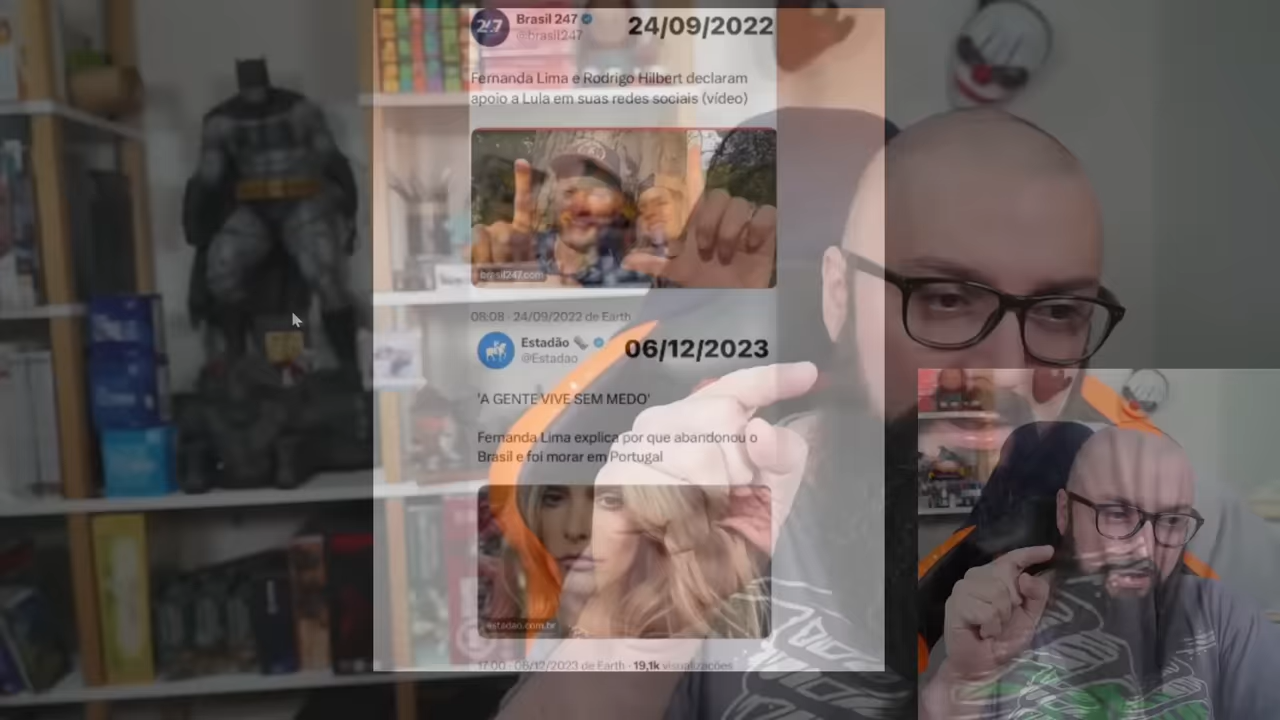 247
Brasil 247
@brasil247
24/09/2022
Fernanda Lima e Rodrigo Hilbert declaram
apoio a Lula em suas redes sociais (vídeo)
brasil247.com
08:08 · 24/09/2022 de Earth
Estadão
@Estadao
06/12/2023
'A GENTE VIVE SEM MEDO'
Fernanda Lima explica por que abandonou o
Brasil e foi morar em Portugal
estadao.com.br
17:00 · 06/12/2023 de Earth · 19,1k visualizações